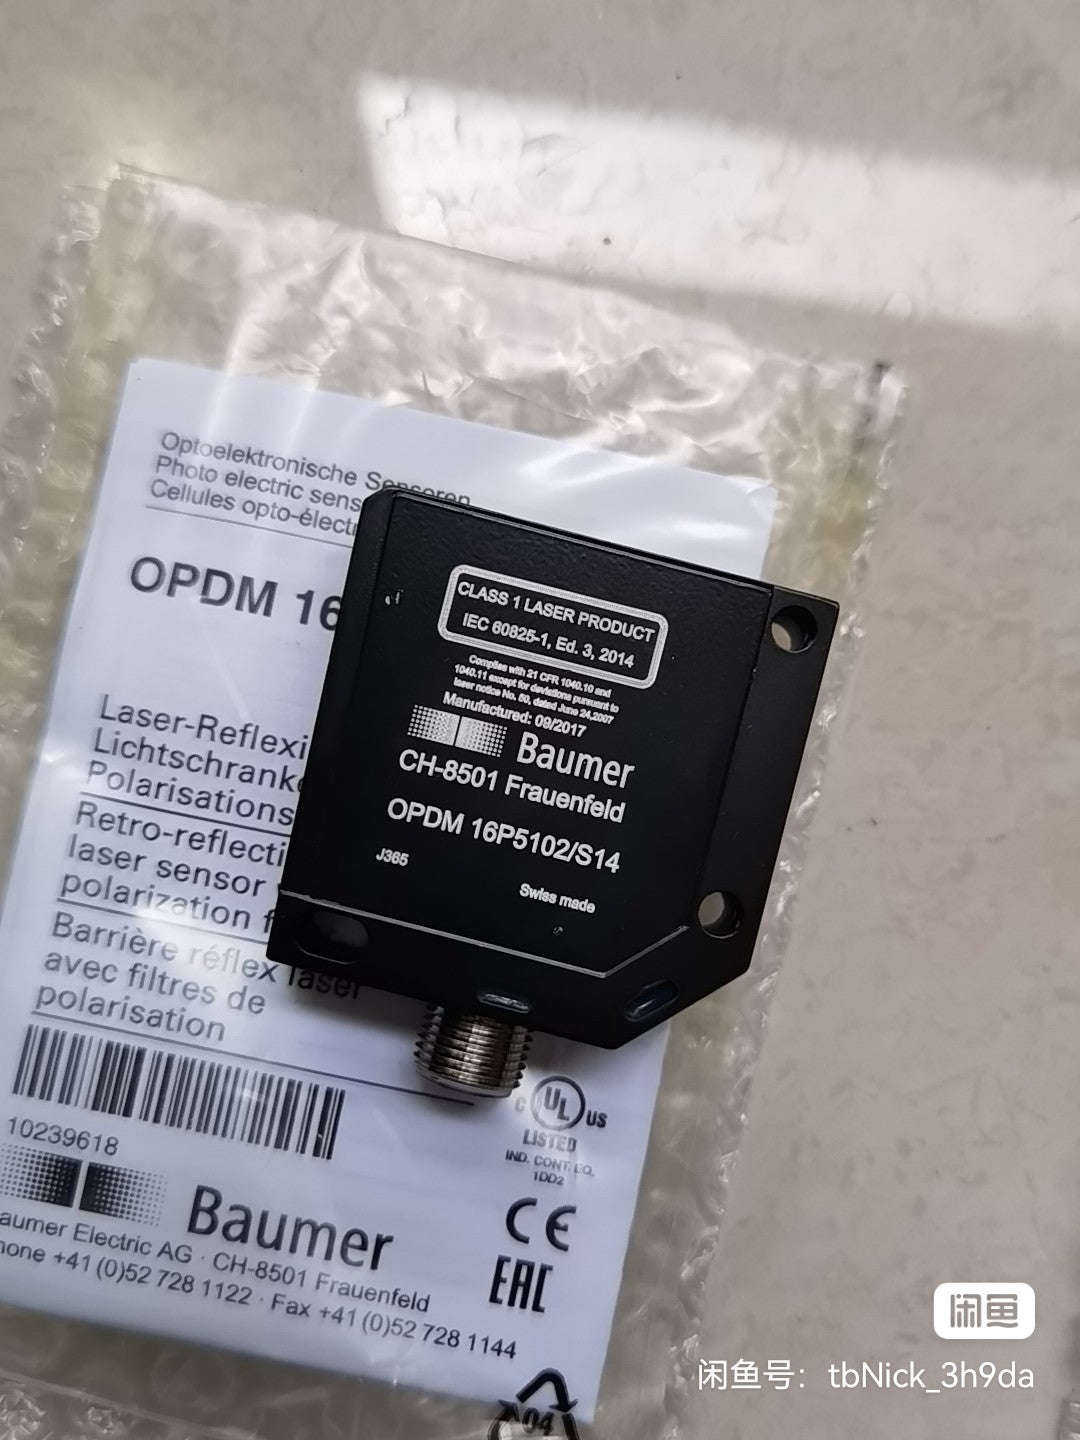 Optoelektronische Sensoren
Photo electric sens
Cellules opto-électr
OPDM 16
Laser-Reflexi
Lichtschranke
Polarisations
Retro-reflecti
laser sensor
polarization f
Barrière réflex laser
avec filtres de
polarisation
10239618
Baumer
aumer Electric AG · CH-8501 Frauenfeld
hone +41 (0)52 728 1122 · Fax +41 (0)52 728 1144
C UL US
LISTED
IND. CONT. EQ.
1DD2
CE
EAC
04
CLASS 1 LASER PRODUCT
IEC 60825-1, Ed. 3, 2014
Complies with 21 CFR 1040.10 and
1040.11 except for deviations pursuant to
laser notice No. 50, dated June 24,2007
Manufactured: 09/2017
Baumer
CH-8501 Frauenfeld
OPDM 16P5102/S14
J365
Swiss made
闲鱼
闲鱼号：tbNick_3h9da